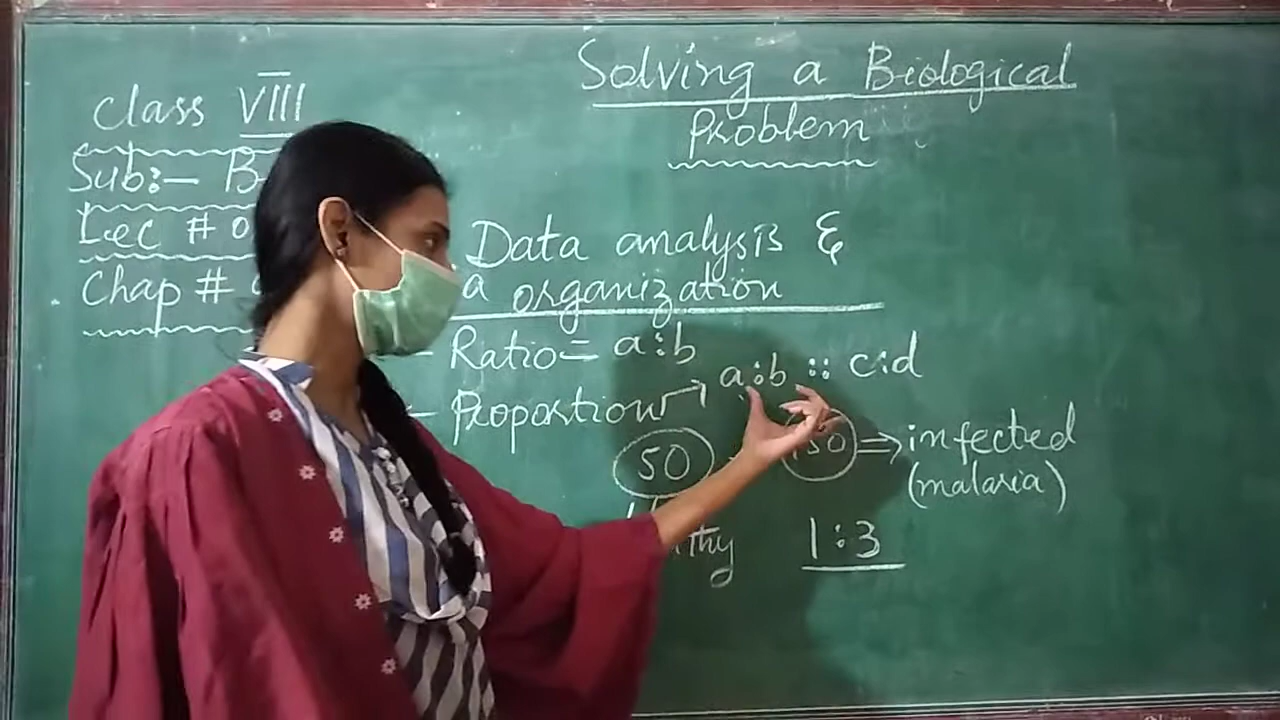 Class VIII
Solving a Biological
Problem
Sub:- B
Lec # 0
Chap #
Data analysis &
organization
- Ratio = a:b
- Proportion → a:b :: c:d
50
150 ⇒ infected
(malaria)
1:3